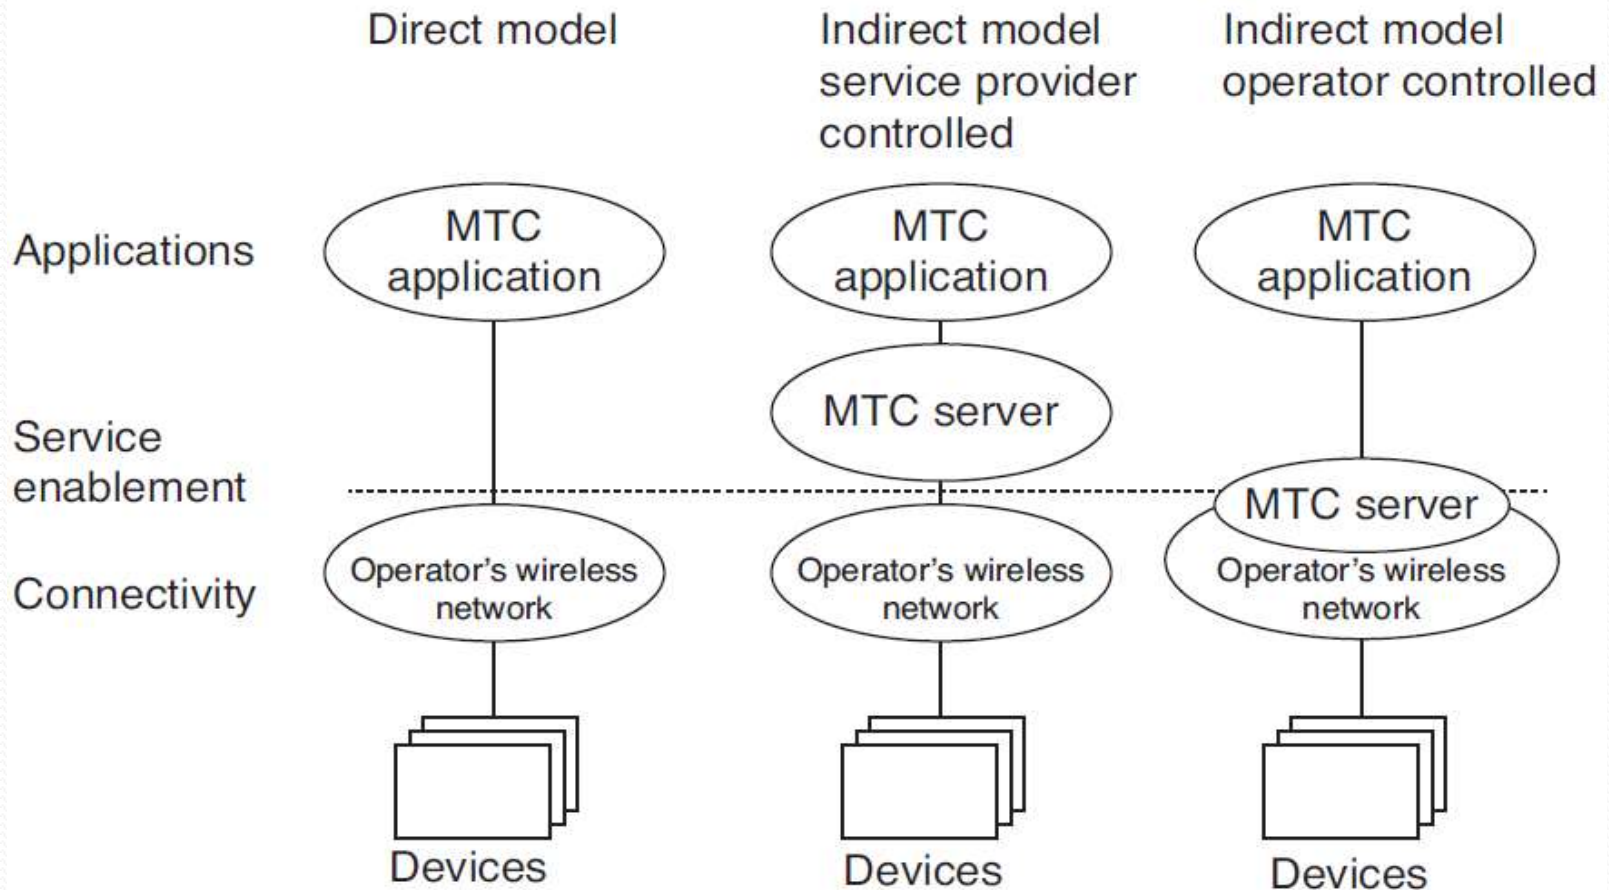 Direct model
Indirect model
service provider
controlled
Indirect model
operator controlled
Applications
MTC
application
MTC
application
MTC
application
MTC server
Service
enablement
MTC server
Connectivity
Operator's wireless
network
Operator's wireless
network
Operator's wireless
network
Devices
Devices
Devices